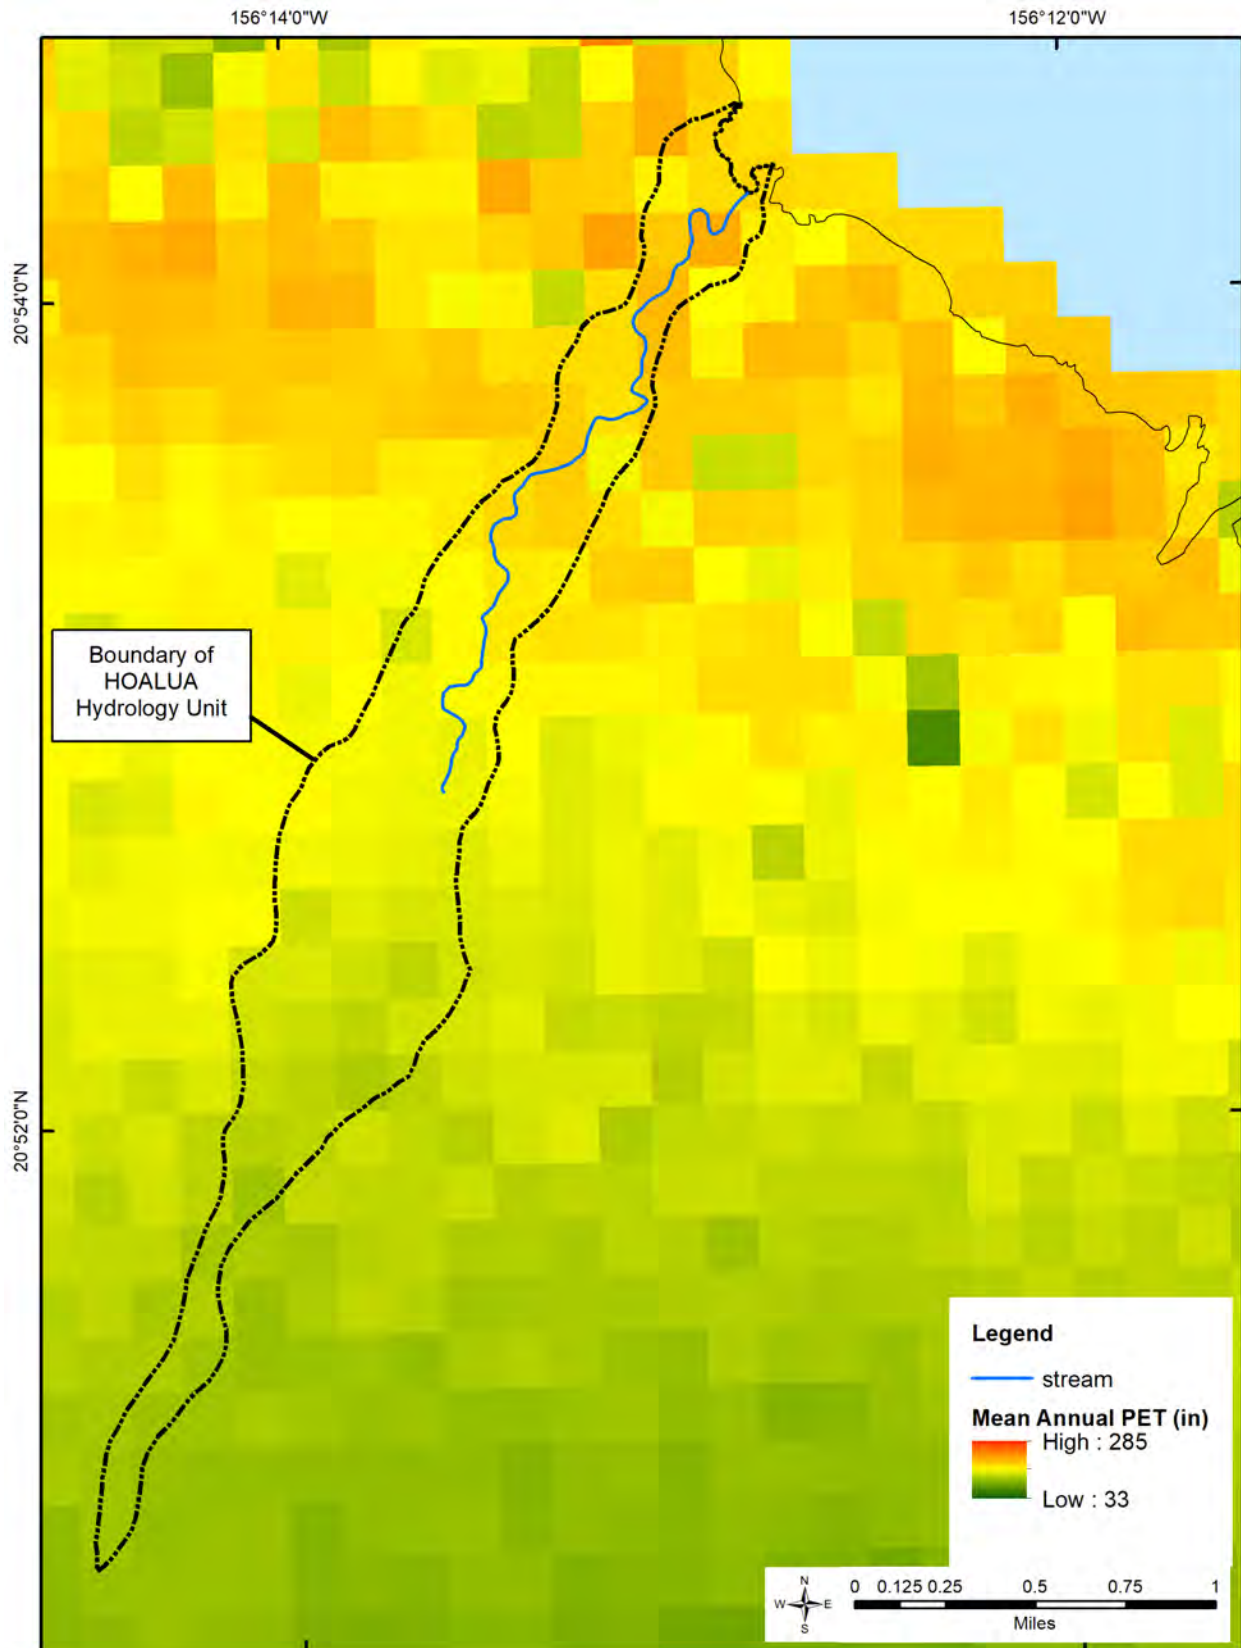 156°14'0"W
156°12'0"W
20°54'0"N
Boundary of
HOALUA
Hydrology Unit
20°52'0"N
Legend
stream
Mean Annual PET (in)
High : 285
Low : 33
N
W E
S
0 0.125 0.25 0.5 0.75 1
Miles